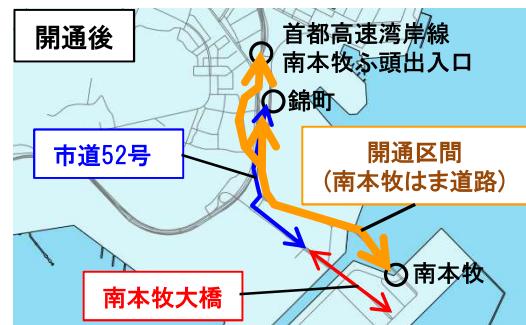 開通後
首都高速湾岸線
南本牧ふ頭出入口
錦町
市道52号
開通区間
(南本牧はま道路)
南本牧
南本牧大橋